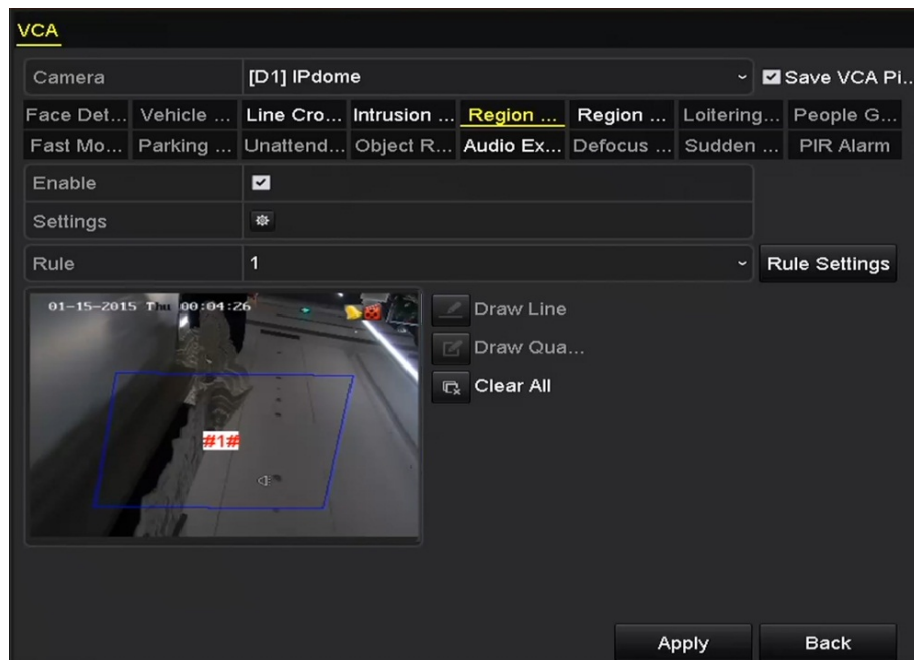 VCA
Camera [D1] IPdome Save VCA Pi..
Face Det... Vehicle ... Line Cro... Intrusion ... Region ... Region ... Loitering... People G...
Fast Mo... Parking ... Unattend... Object R... Audio Ex... Defocus ... Sudden ... PIR Alarm
Enable
Settings
Rule 1 Rule Settings
01-15-2015 Thu 00:04:26
Draw Line
Draw Qua...
Clear All
#1#
Apply Back